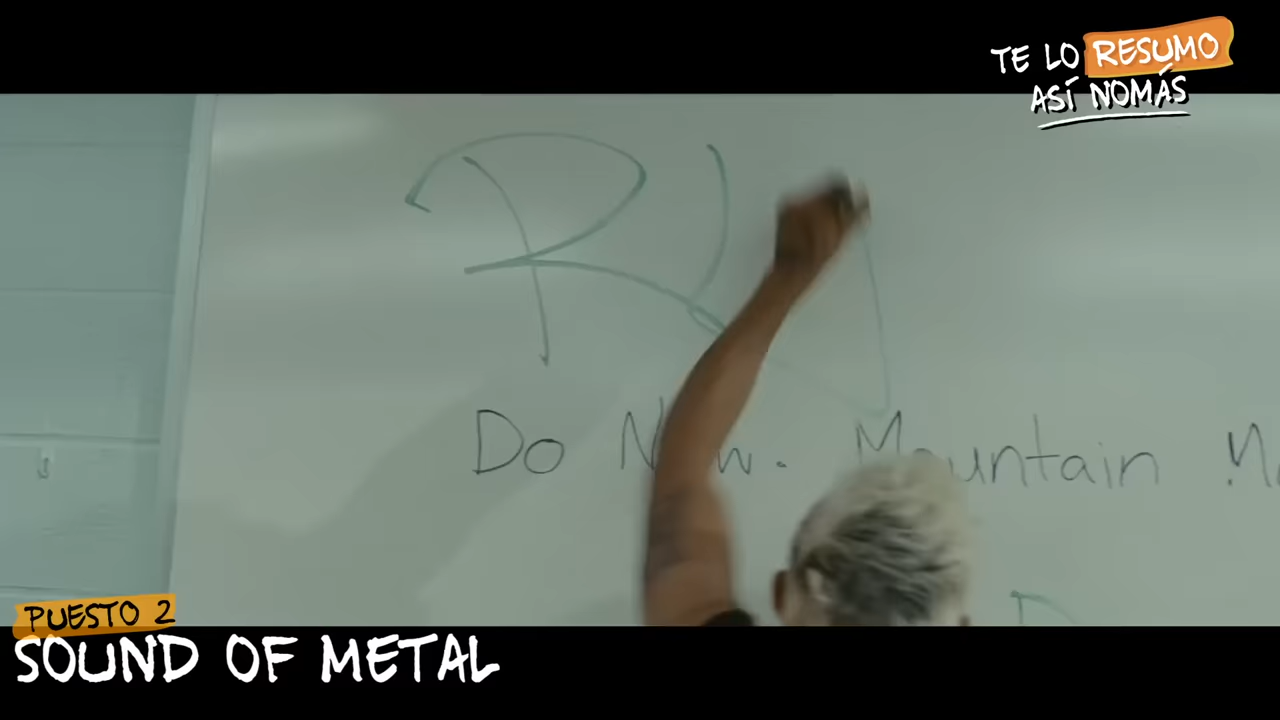 TE LO RESUMO
ASÍ NOMÁS
Do Mountain
PUESTO 2
SOUND OF METAL